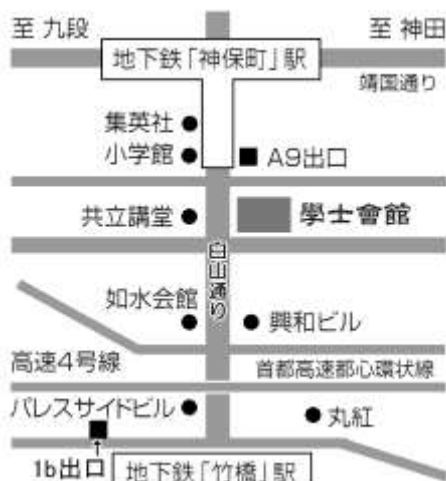 至 九段
至 神田
地下鉄「神保町」駅
靖国通り
集英社
小学館
A9出口
共立講堂
學士會館
白山通り
如水会館
興和ビル
高速4号線
首都高速都心環状線
パレスサイドビル
丸紅
1b出口
地下鉄「竹橋」駅